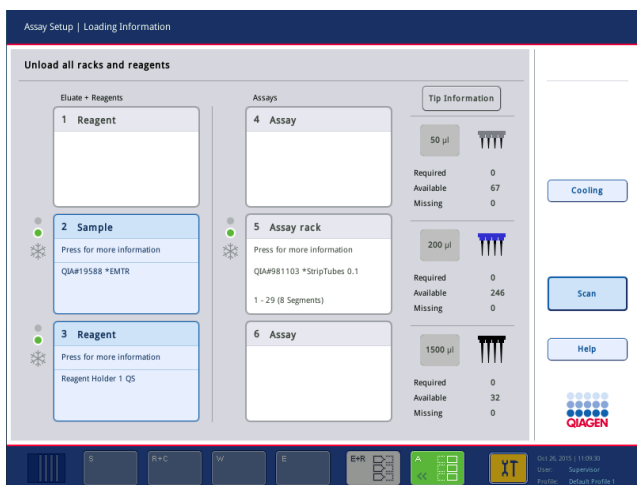 Assay Setup | Loading Information
Unload all racks and reagents
Eluate + Reagents
Assays
Tip Information
1 Reagent
4 Assay
50 µl
Required 0
Available 67
Missing 0
2 Sample
Press for more information
QIA#19588 *EMTR
5 Assay rack
Press for more information
QIA#981103 *StripTubes 0.1
1 - 29 (8 Segments)
200 µl
Required 0
Available 246
Missing 0
3 Reagent
Press for more information
Reagent Holder 1 QS
6 Assay
1500 µl
Required 0
Available 32
Missing 0
Cooling
Scan
Help
QIAGEN
S
R+C
W
E
E+R
A
Oct 26, 2015 | 11:09:30
User: Supervisor
Profile: Default Profile 1